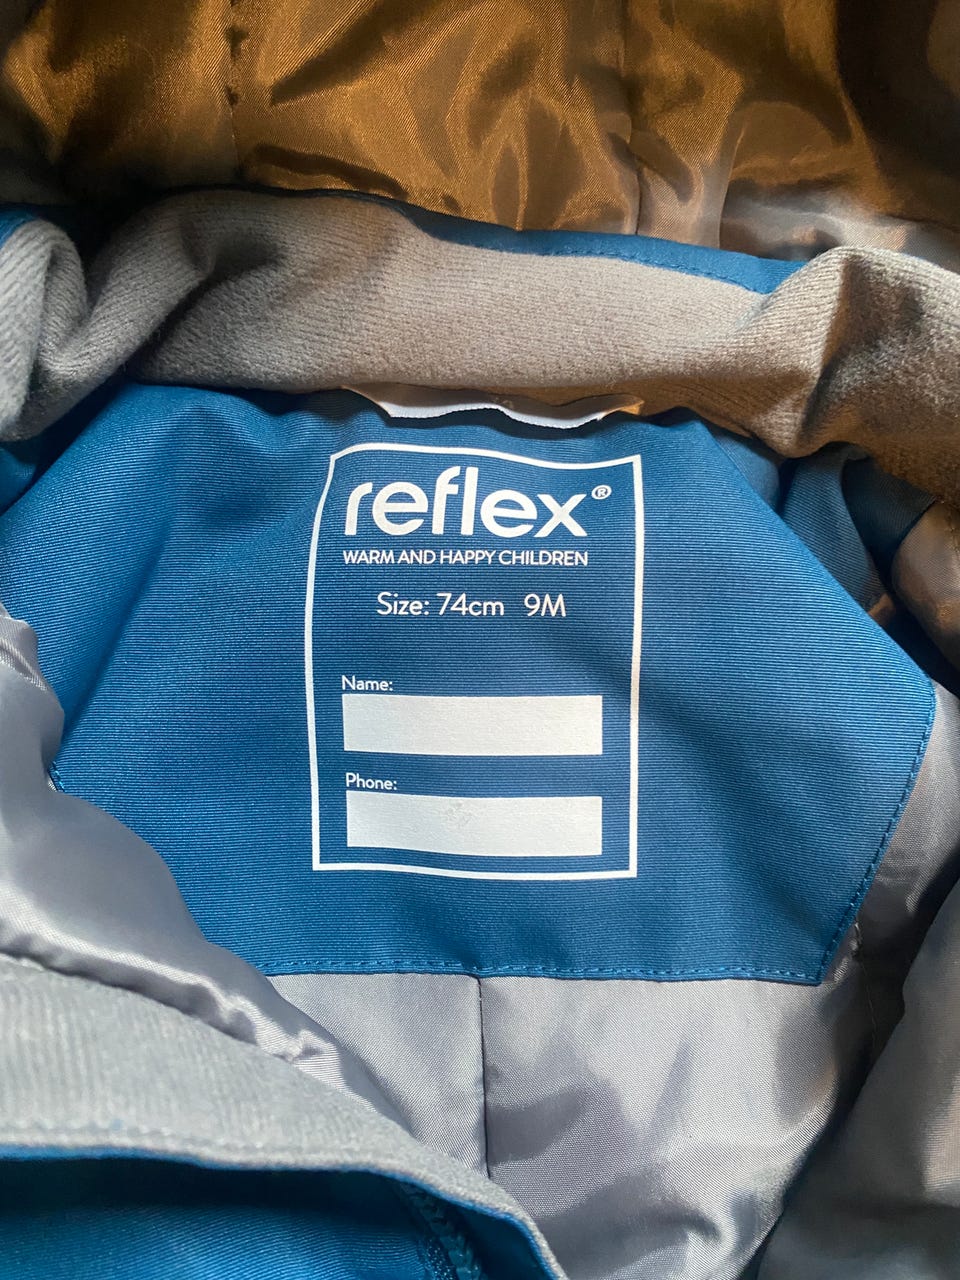 reflex®
WARM AND HAPPY CHILDREN
Size: 74cm 9M
Name:
Phone: